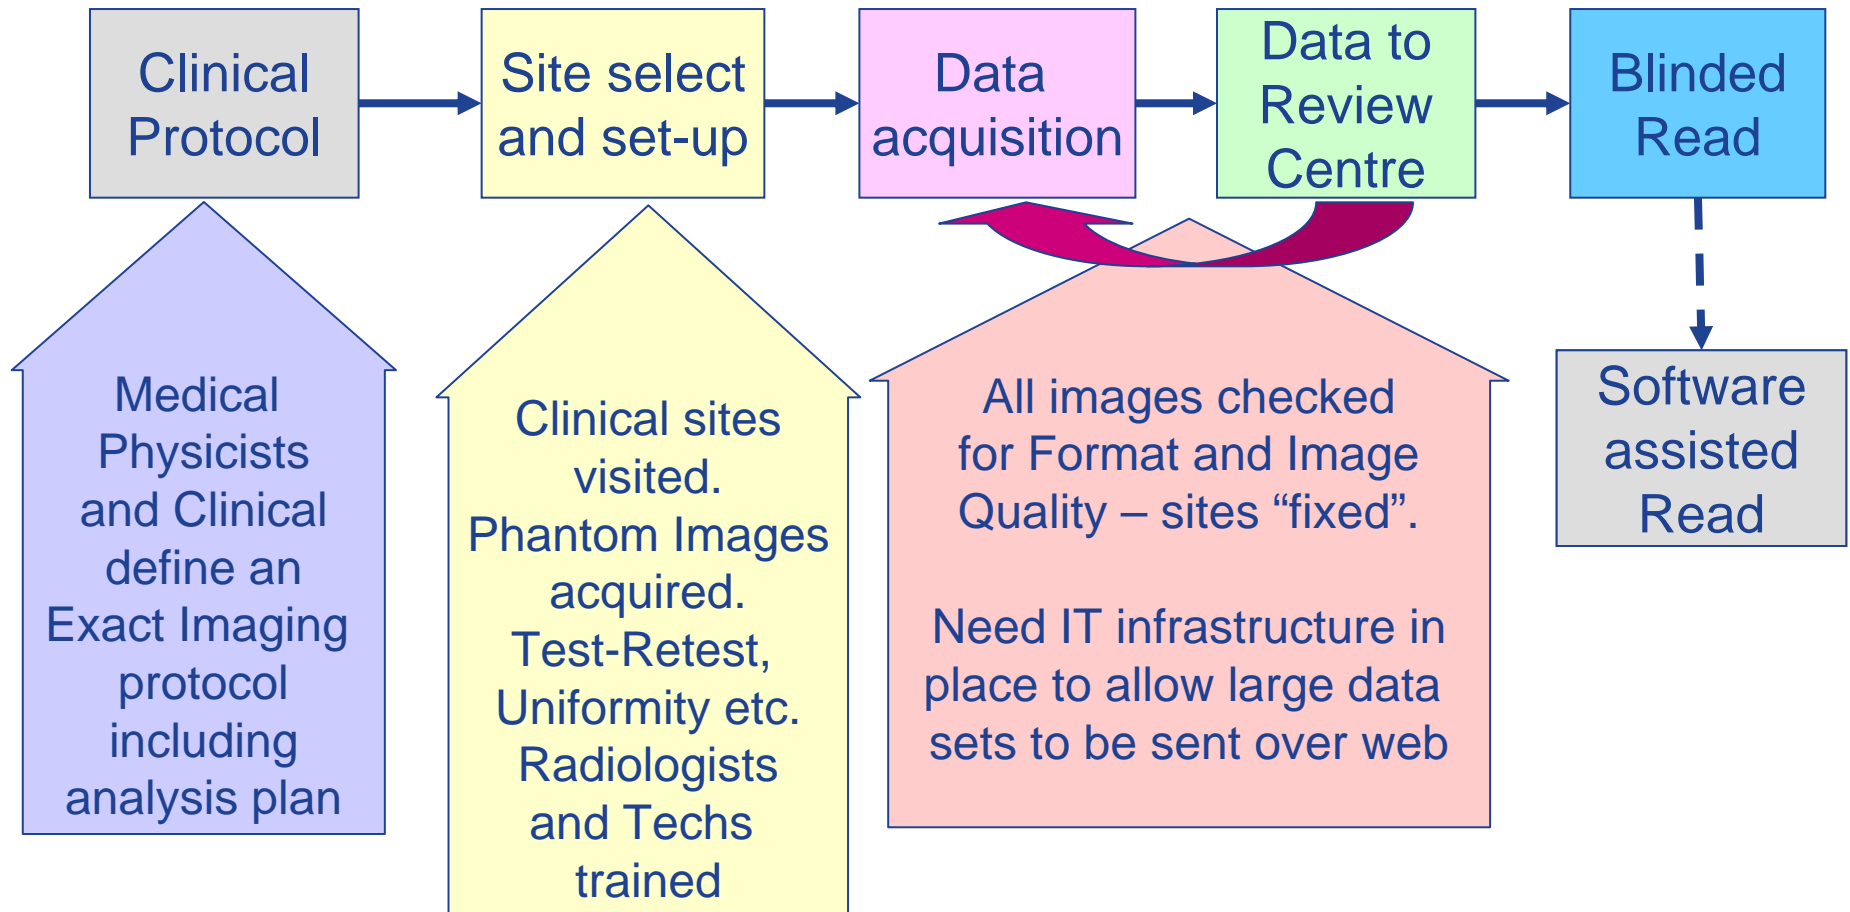 Clinical
Protocol
Site select
and set-up
Data
acquisition
Data to
Review
Centre
Blinded
Read
Medical
Physicists
and Clinical
define an
Exact Imaging
protocol
including
analysis plan
Clinical sites
visited.
Phantom Images
acquired.
Test-Retest,
Uniformity etc.
Radiologists
and Techs
trained
All images checked
for Format and Image
Quality – sites “fixed”.
Need IT infrastructure in
place to allow large data
sets to be sent over web
Software
assisted
Read